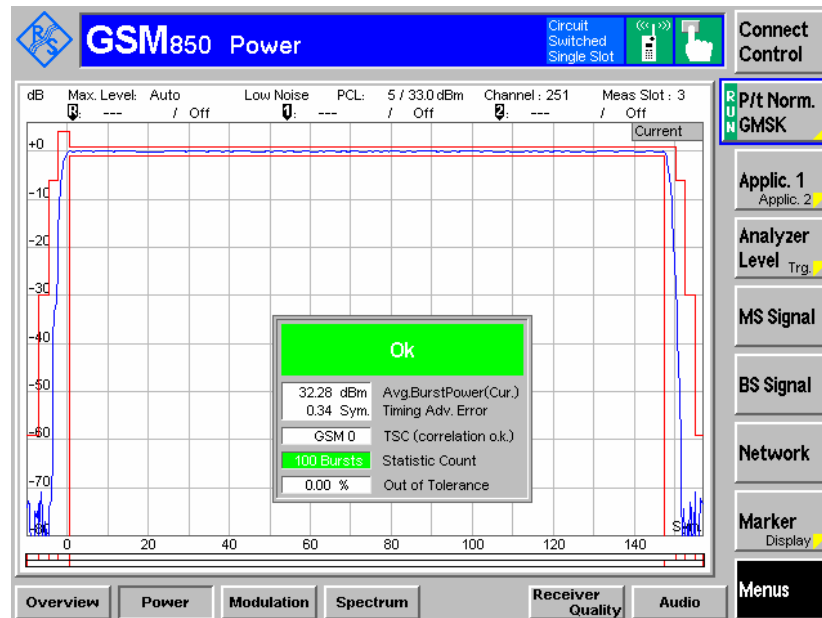 R S
GSM850 Power
Circuit
Switched
Single Slot
Connect
Control
dB Max. Level: Auto Low Noise PCL: 5 / 33.0 dBm Channel : 251 Meas Slot : 3
--- / Off 1: --- / Off 2: --- / Off
Current
RUN
P/t Norm.
GMSK
+0
-10
-20
-30
-40
-50
-60
-70
Applic. 1
Applic. 2
Analyzer
Level Trg.
MS Signal
BS Signal
Network
Marker
Display
Menus
Ok
32.28 dBm Avg.BurstPower(Cur.)
0.34 Sym. Timing Adv. Error
GSM 0 TSC (correlation o.k.)
100 Bursts Statistic Count
0.00 % Out of Tolerance
0 20 40 60 80 100 120 140
Overview Power Modulation Spectrum Receiver Quality Audio